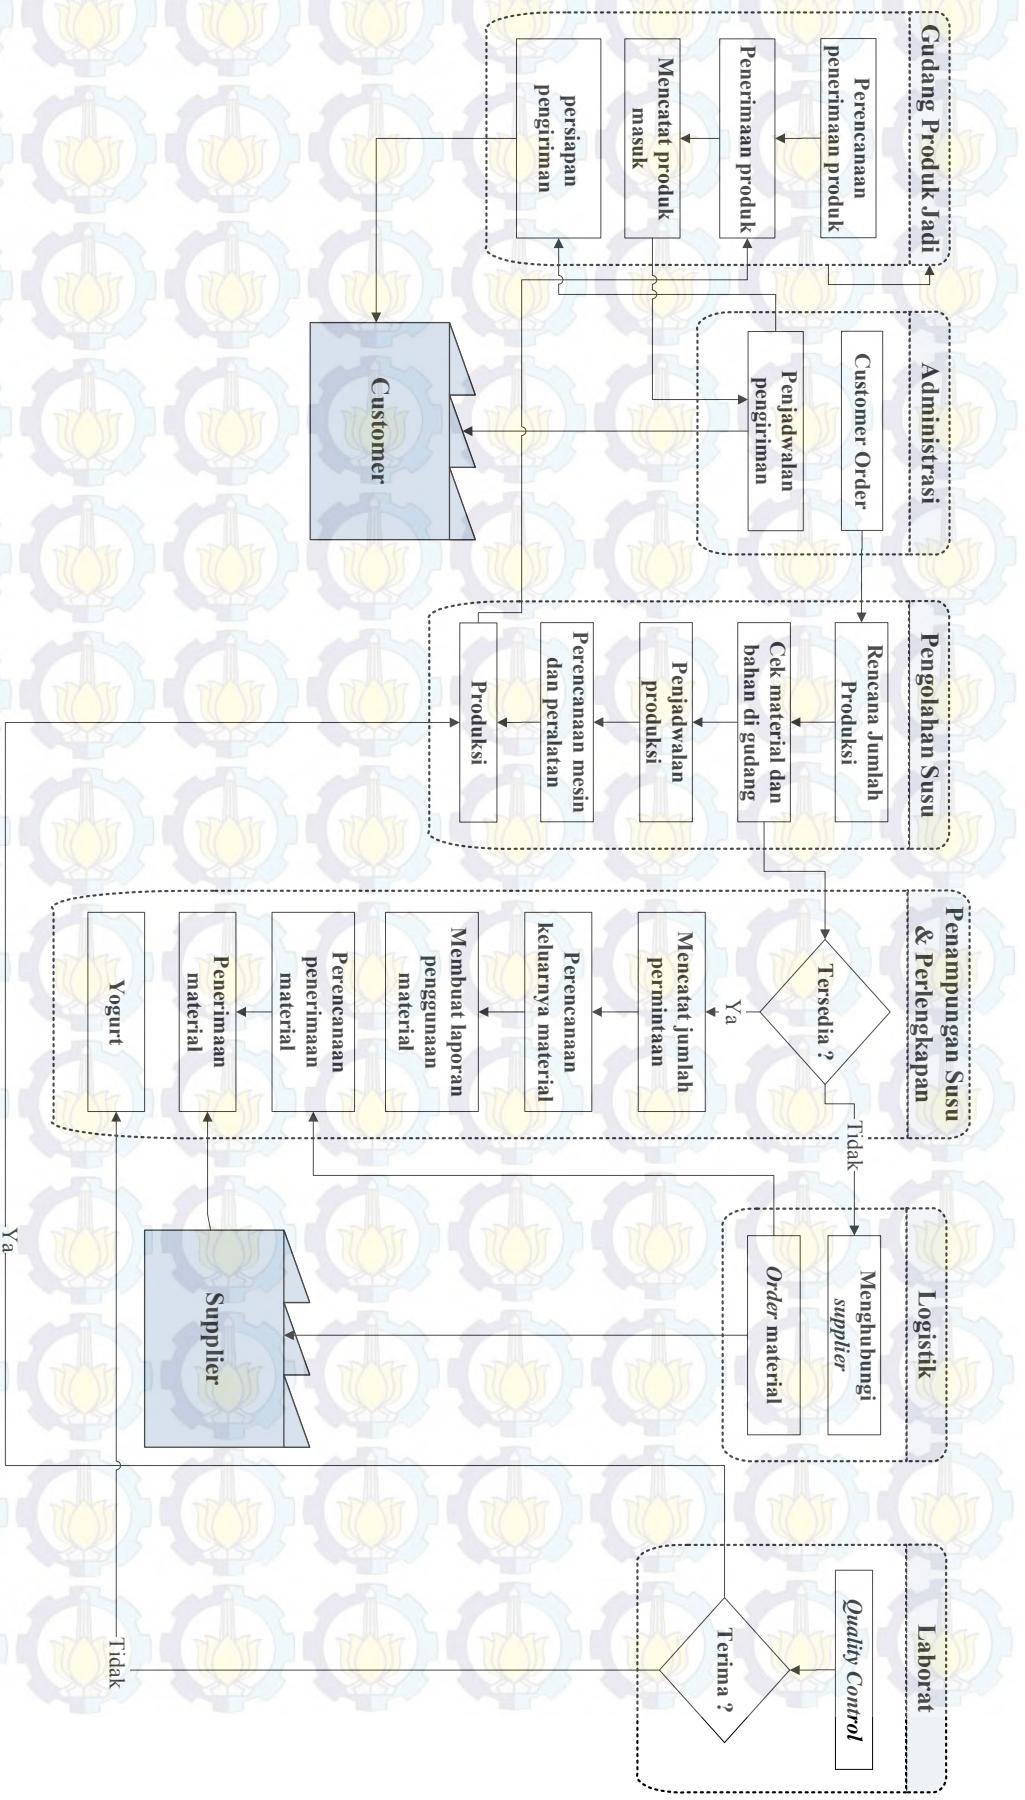 Gudang Produk Jadi
Perencanaan
penerimaan produk
Penerimaan produk
Mencatat produk
masuk
persiapan
pengiriman
Administrasi
Customer Order
Penjadwalan
pengiriman
Customer
Pengolahan Susu
Rencana Jumlah
Produksi
Cek material dan
bahan di gudang
Penjadwalan
produksi
Perencanaan mesin
dan peralatan
Produksi
Penampungan Susu
& Perlengkapan
Tersedia ?
Ya
Tidak
Mencatat jumlah
permintaan
Perencanaan
keluarnya material
Membuat laporan
penggunaan
material
Perencanaan
penerimaan
material
Penerimaan
material
Yogurt
Logistik
Menghubungi
supplier
Order material
Supplier
Ya
Laborat
Quality Control
Terima ?
Tidak